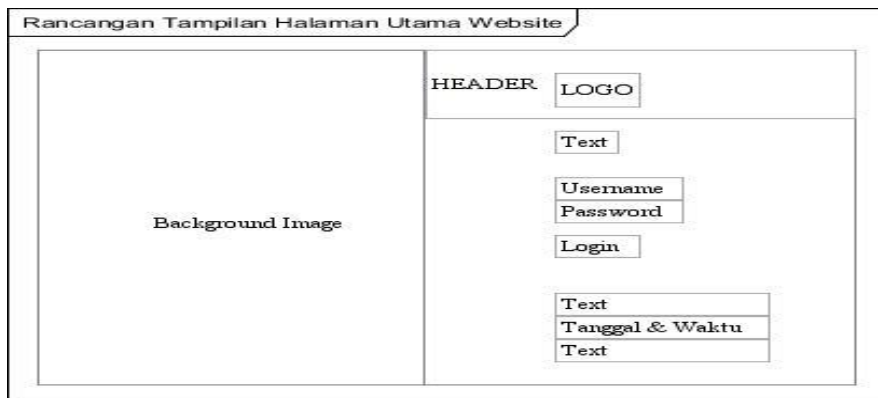 Rancangan Tampilan Halaman Utama Website
HEADER
LOGO
Text
Username
Password
Background Image
Login
Text
Tanggal & Waktu
Text